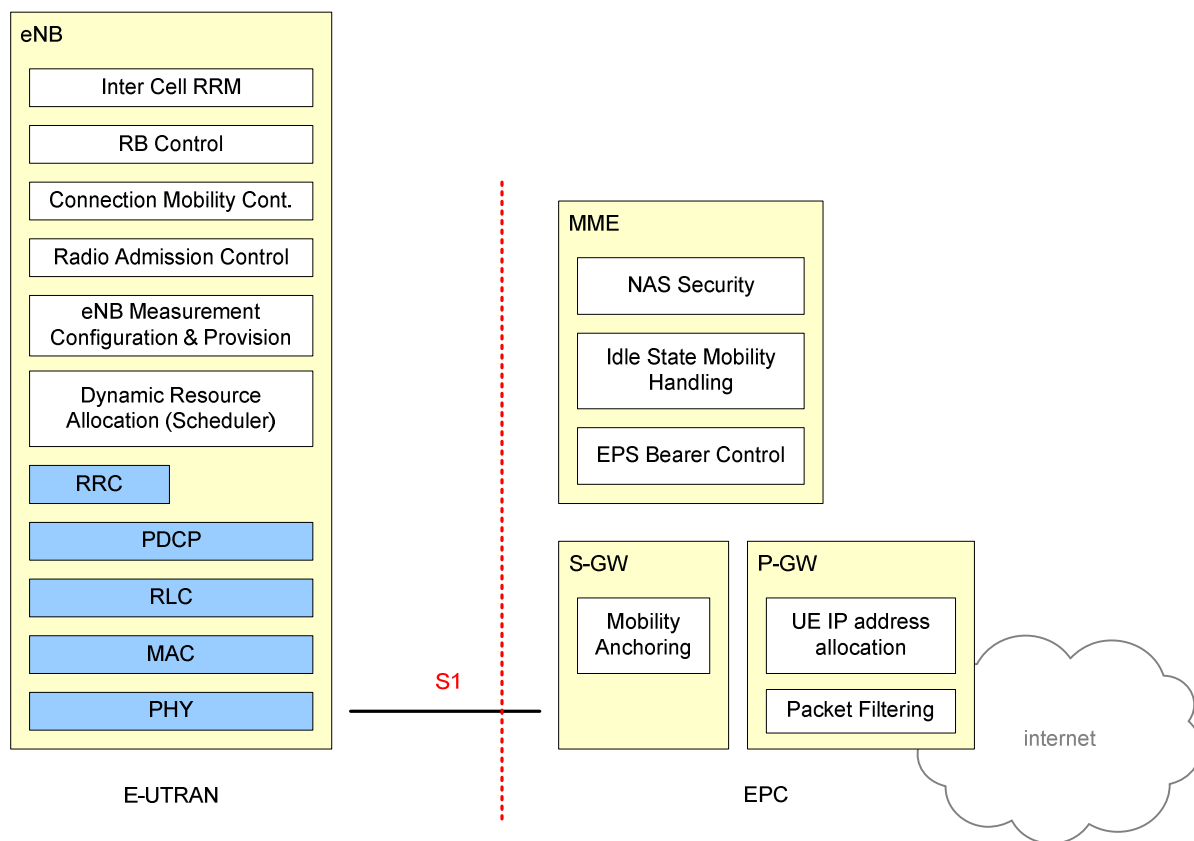 eNB
Inter Cell RRM
RB Control
Connection Mobility Cont.
Radio Admission Control
eNB Measurement
Configuration & Provision
Dynamic Resource
Allocation (Scheduler)
RRC
PDCP
RLC
MAC
PHY
S1
MME
NAS Security
Idle State Mobility
Handling
EPS Bearer Control
S-GW
Mobility
Anchoring
P-GW
UE IP address
allocation
Packet Filtering
internet
E-UTRAN
EPC